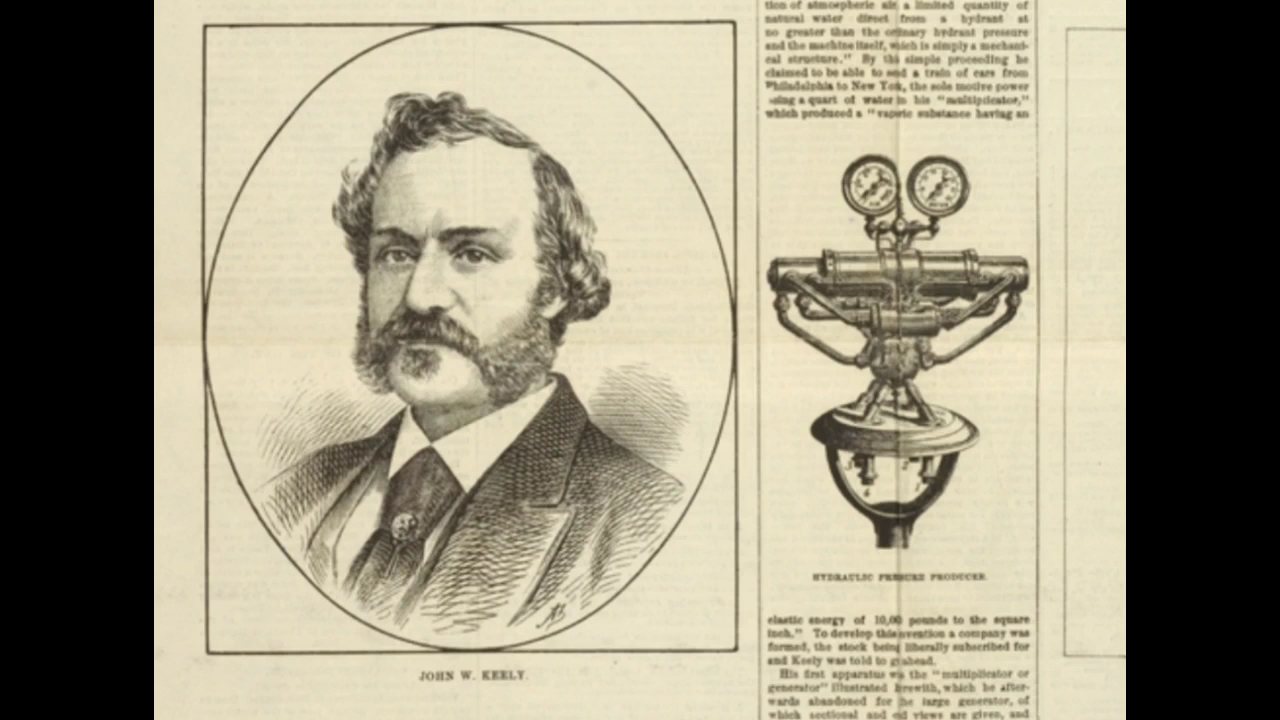 tion of atmospheric air, a limited quantity of
natural water direct from a hydrant at
no greater than the ordinary hydrant pressure
and the machine itself, which is simply a mechani-
cal structure." By this simple proceeding he
claimed to be able to send a train of cars from
Philadelphia to New York, the sole motive power
being a quart of water in his "multiplicator,"
which produced a "vaporic substance having an
HYDRAULIC PRESSURE PRODUCER.
elastic energy of 10,000 pounds to the square
inch." To develop this invention a company was
formed, the stock being liberally subscribed for
and Keely was told to go ahead.
His first apparatus was the "multiplicator or
generator" illustrated herewith, which he after-
wards abandoned for the large generator, of
which sectional and end views are given, and
JOHN W. KEELY.